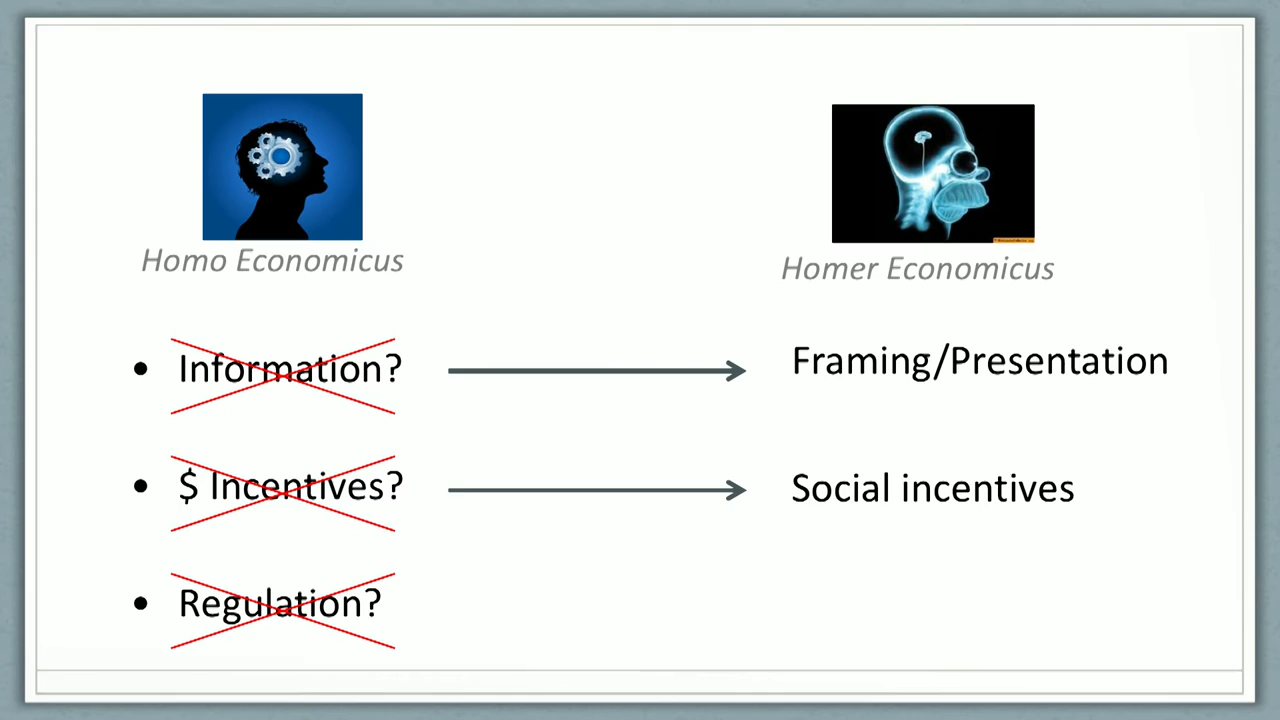 Homo Economicus
Homer Economicus
• Information?
Framing/Presentation
• $ Incentives?
Social incentives
• Regulation?